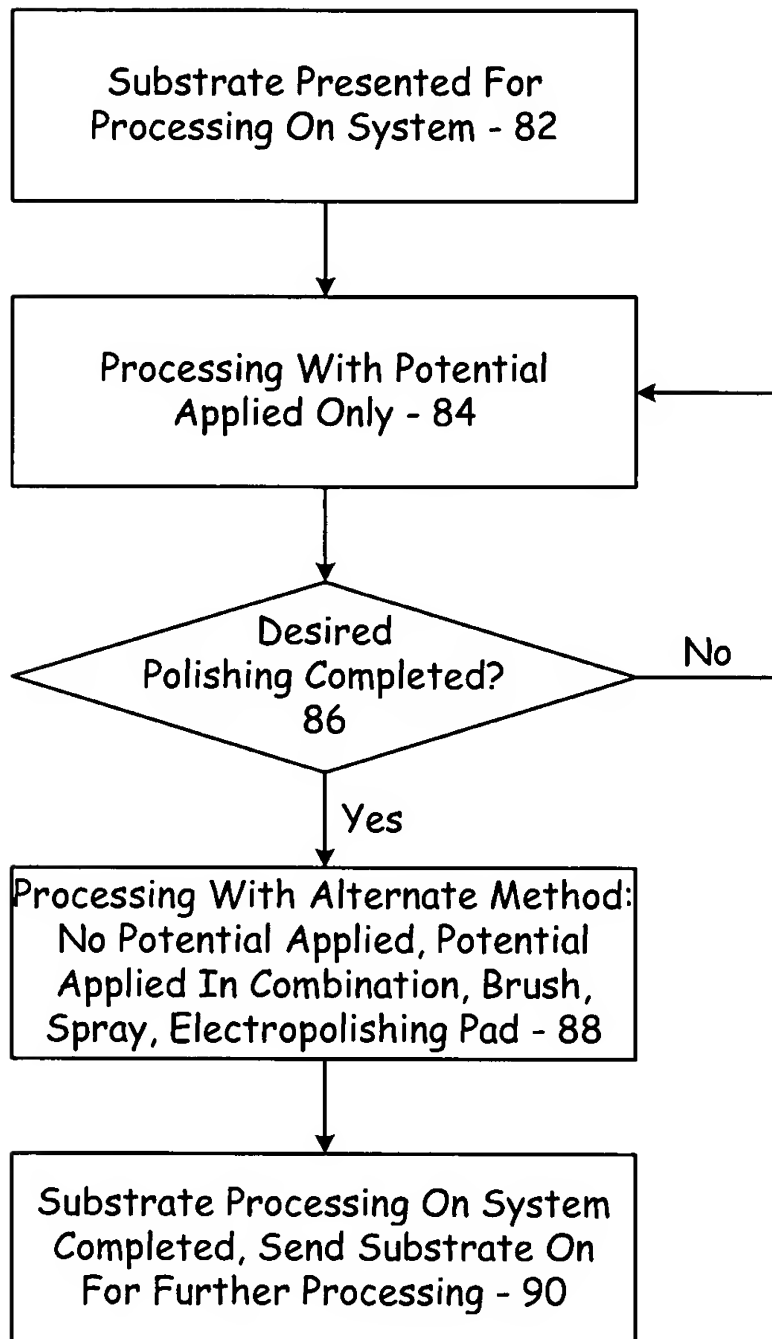 Substrate Presented For
Processing On System - 82
Processing With Potential
Applied Only - 84
Desired
Polishing Completed?
86
No
Yes
Processing With Alternate Method:
No Potential Applied, Potential
Applied In Combination, Brush,
Spray, Electropolishing Pad - 88
Substrate Processing On System
Completed, Send Substrate On
For Further Processing - 90